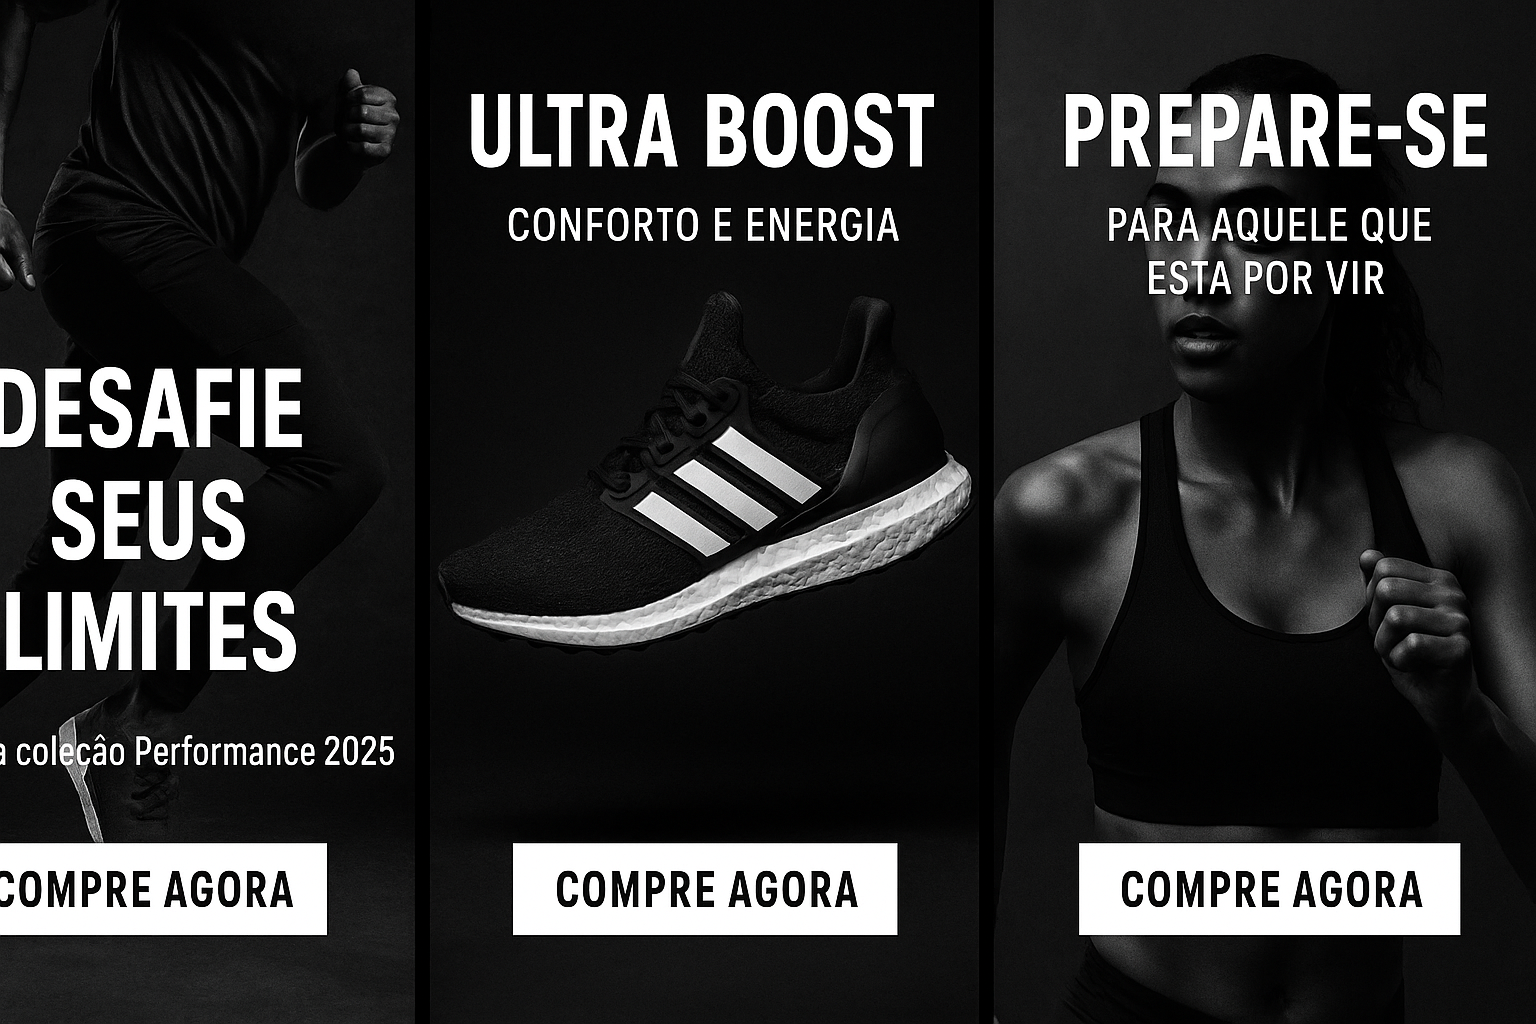 DESAFIE
SEUS
LIMITES
a colecâo Performance 2025
COMPRE AGORA
ULTRA BOOST
CONFORTO E ENERGIA
COMPRE AGORA
PREPARE-SE
PARA AQUELE QUE
ESTA POR VIR
COMPRE AGORA